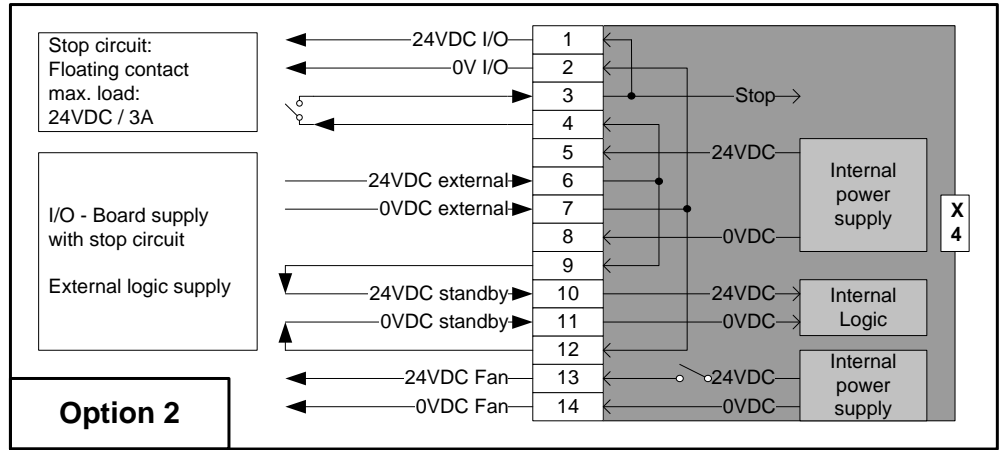 Stop circuit:
Floating contact
max. load:
24VDC / 3A
I/O - Board supply
with stop circuit
External logic supply
Option 2
24VDC I/O
0V I/O
24VDC external
0VDC external
24VDC standby
0VDC standby
24VDC Fan
0VDC Fan
1
2
3
4
5
6
7
8
9
10
11
12
13
14
Stop
24VDC
0VDC
24VDC
0VDC
24VDC
0VDC
Internal
power
supply
Internal
Logic
Internal
power
supply
X
4